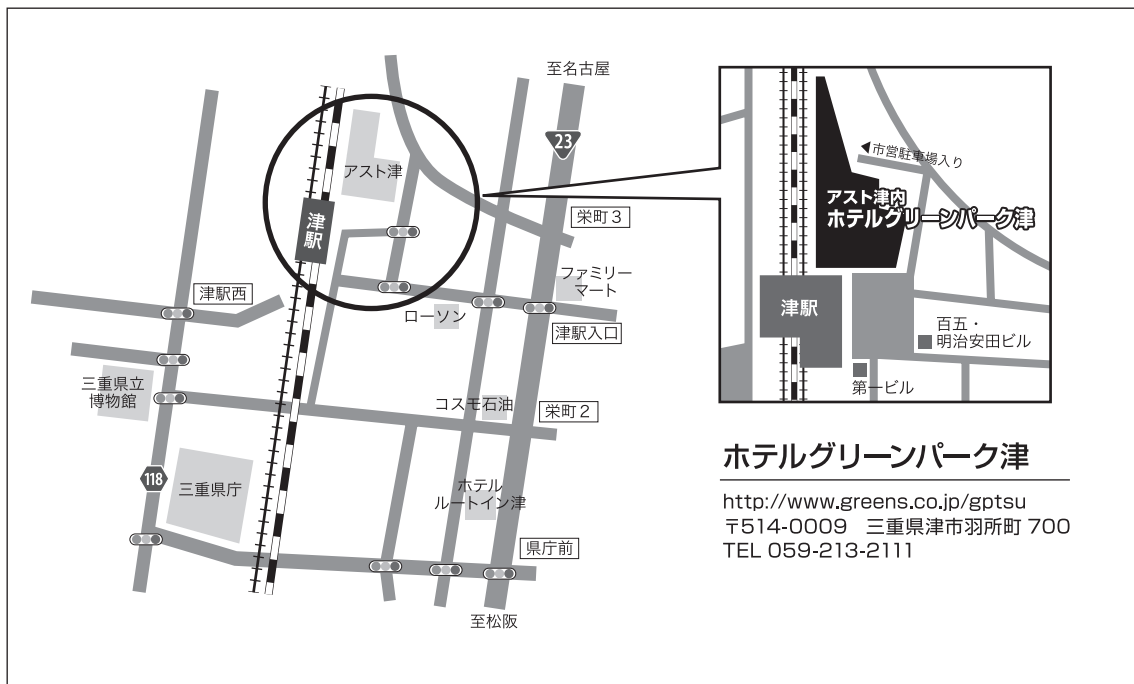 至名古屋
23
アスト津
津駅
栄町3
ファミリー
マート
津駅西
ローソン
津駅入口
三重県立
博物館
コスモ石油
栄町2
118
三重県庁
ホテル
ルートイン津
県庁前
至松阪
◀市営駐車場入り
アスト津内
ホテルグリーンパーク津
津駅
百五・
明治安田ビル
第一ビル
ホテルグリーンパーク津
http://www.greens.co.jp/gptsu
〒514-0009 三重県津市羽所町 700
TEL 059-213-2111